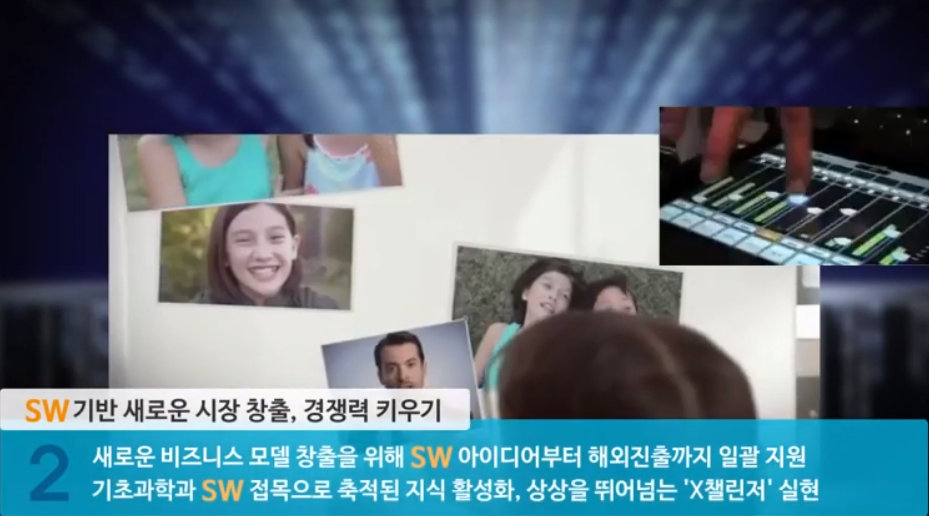 SW기반 새로운 시장 창출, 경쟁력 키우기
2
새로운 비즈니스 모델 창출을 위해 SW 아이디어부터 해외진출까지 일괄 지원
기초과학과 SW 접목으로 축적된 지식 활성화, 상상을 뛰어넘는 'X챌린저' 실현